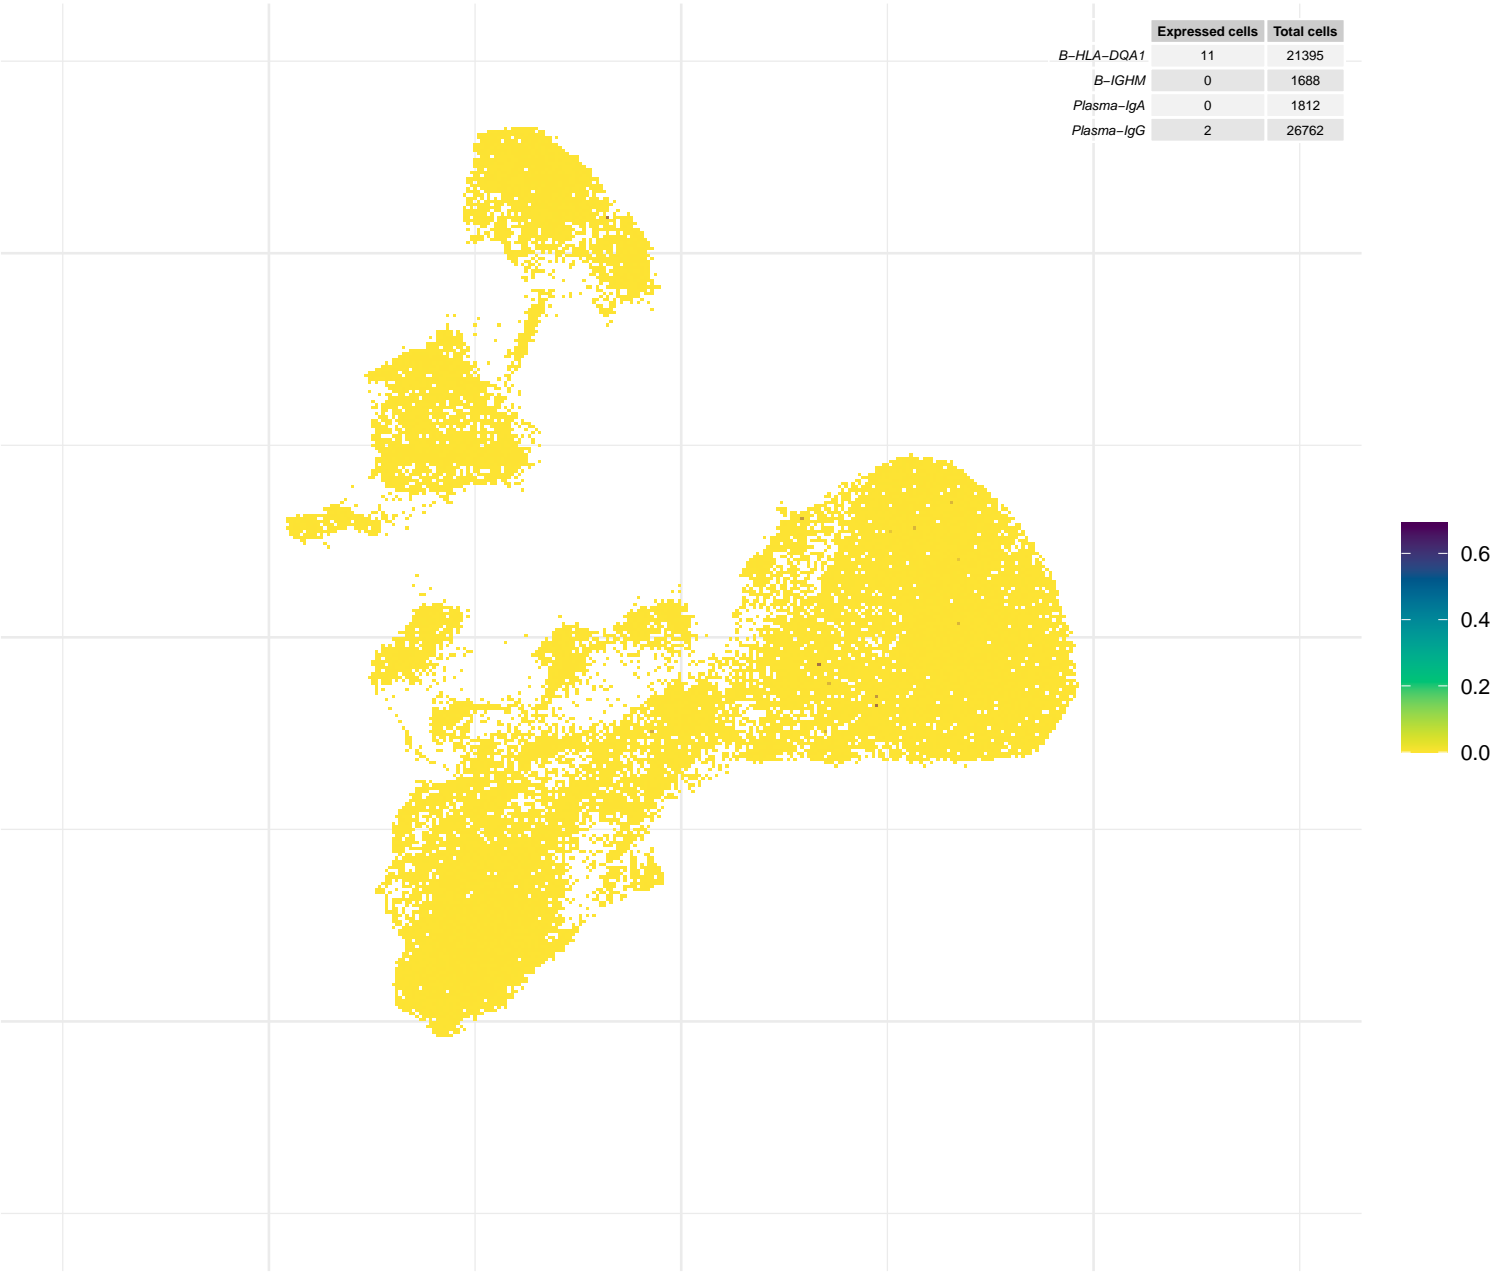 Expressed cells Total cells
B−HLA−DQA1 11 21395
B−IGHM 0 1688
Plasma−IgA 0 1812
Plasma−IgG 2 26762
0.6
0.4
0.2
0.0